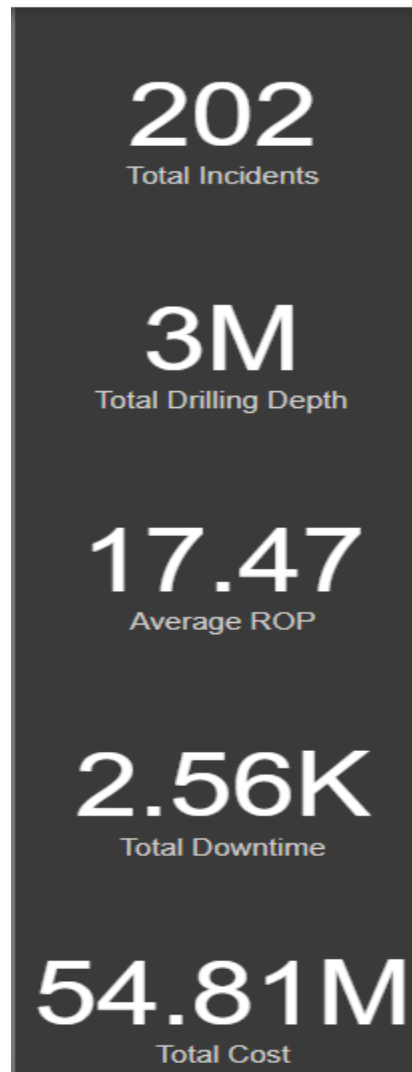 202
Total Incidents
3M
Total Drilling Depth
17.47
Average ROP
2.56K
Total Downtime
54.81M
Total Cost